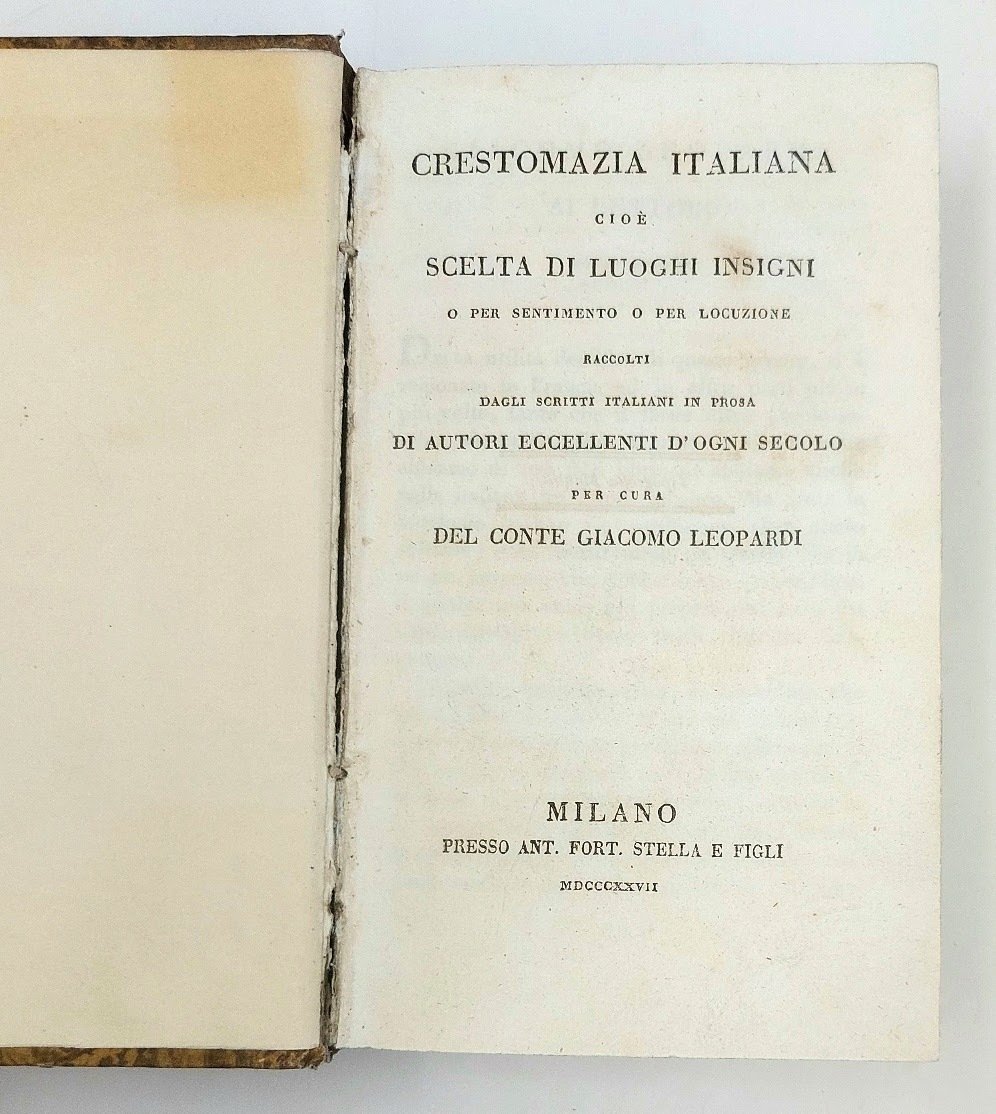 CRESTOMAZIA ITALIANA
CIOÈ
SCELTA DI LUOGHI INSIGNI
O PER SENTIMENTO O PER LOCUZIONE
RACCOLTI
DAGLI SCRITTI ITALIANI IN PROSA
DI AUTORI ECCELLENTI D'OGNI SECOLO
PER CURA
DEL CONTE GIACOMO LEOPARDI
MILANO
PRESSO ANT. FORT. STELLA E FIGLI
MDCCCXXVII